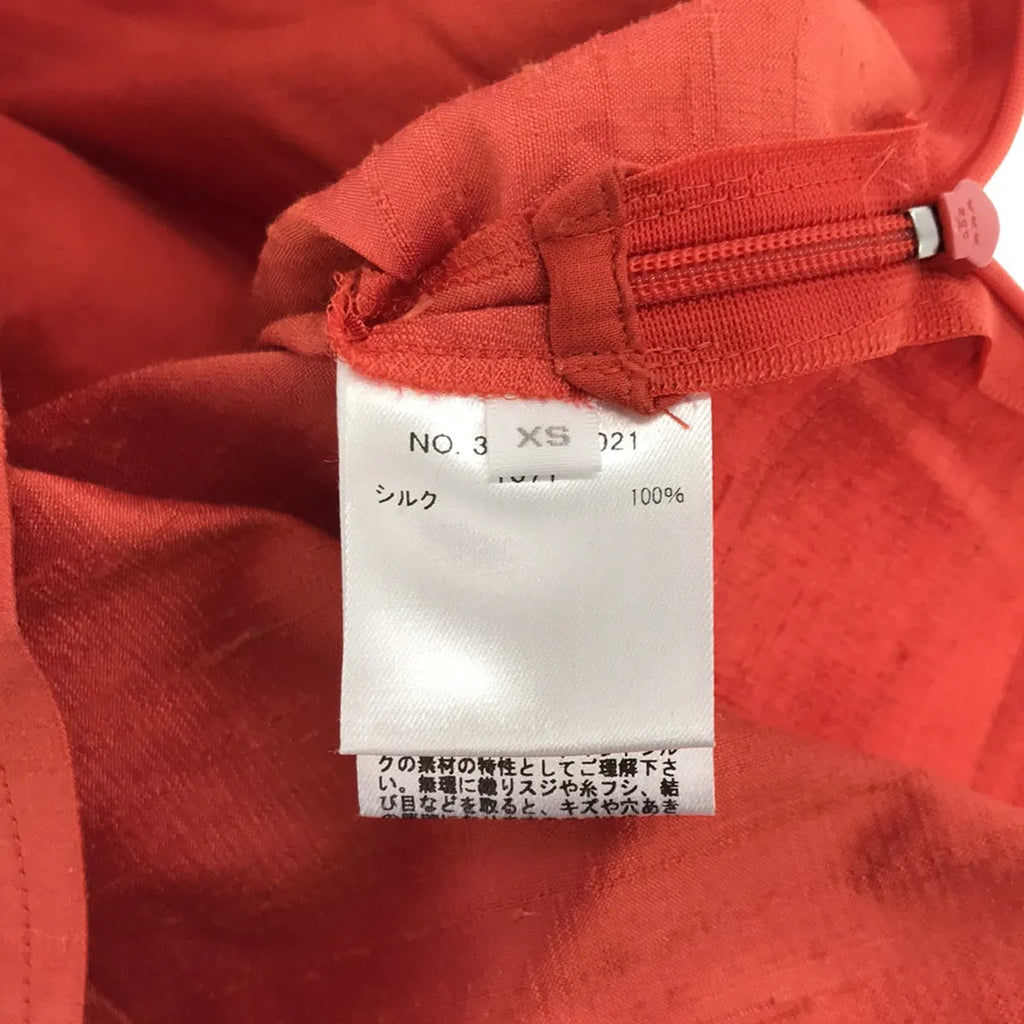 XS
NO. 3 021
シルク 100%
クの素材の特性としてご理解下さ
い。無理に織りスジや糸フシ、結
び目などを取ると、キズや穴あき